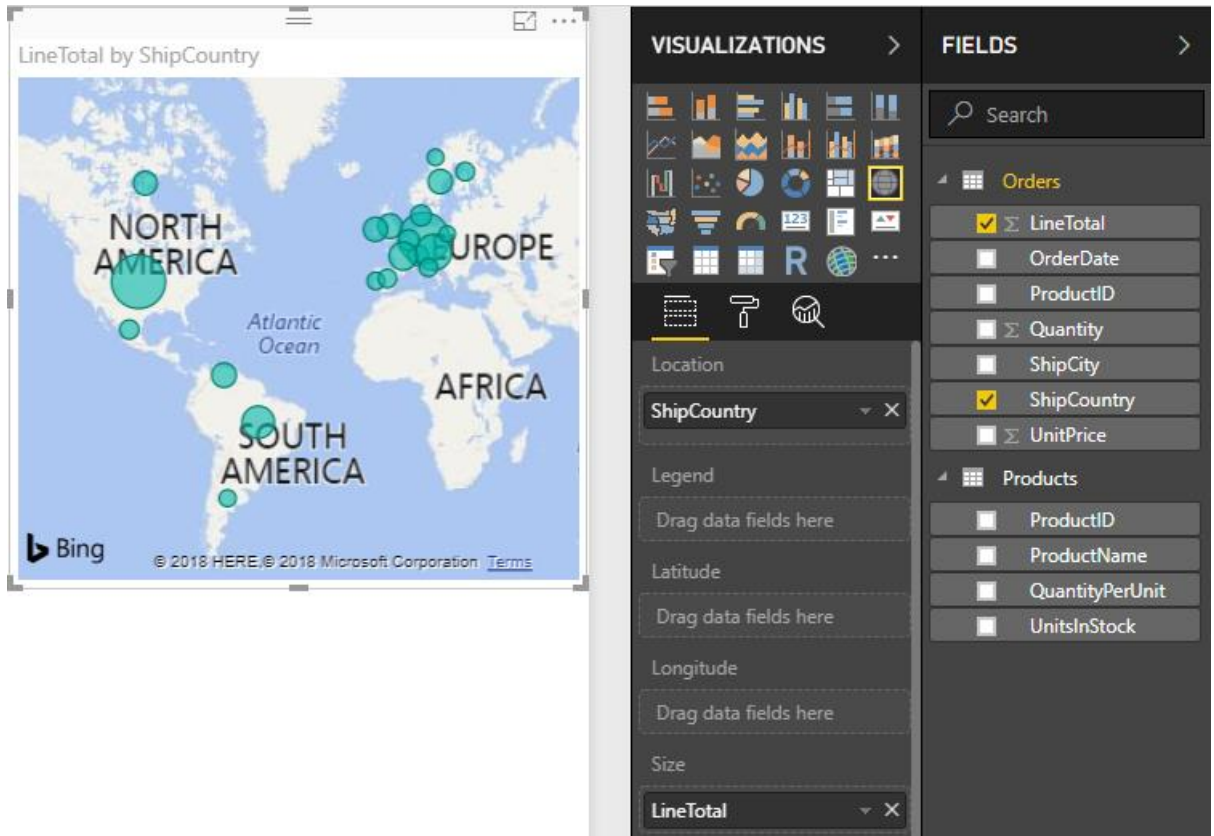 LineTotal by ShipCountry
NORTH
AMERICA
EUROPE
Atlantic
Ocean
AFRICA
SOUTH
AMERICA
Bing
© 2018 HERE,© 2018 Microsoft Corporation Terms
VISUALIZATIONS
123
R
Location
ShipCountry
Legend
Drag data fields here
Latitude
Drag data fields here
Longitude
Drag data fields here
Size
LineTotal
FIELDS
Search
Orders
Σ LineTotal
OrderDate
ProductID
Σ Quantity
ShipCity
ShipCountry
Σ UnitPrice
Products
ProductID
ProductName
QuantityPerUnit
UnitsInStock